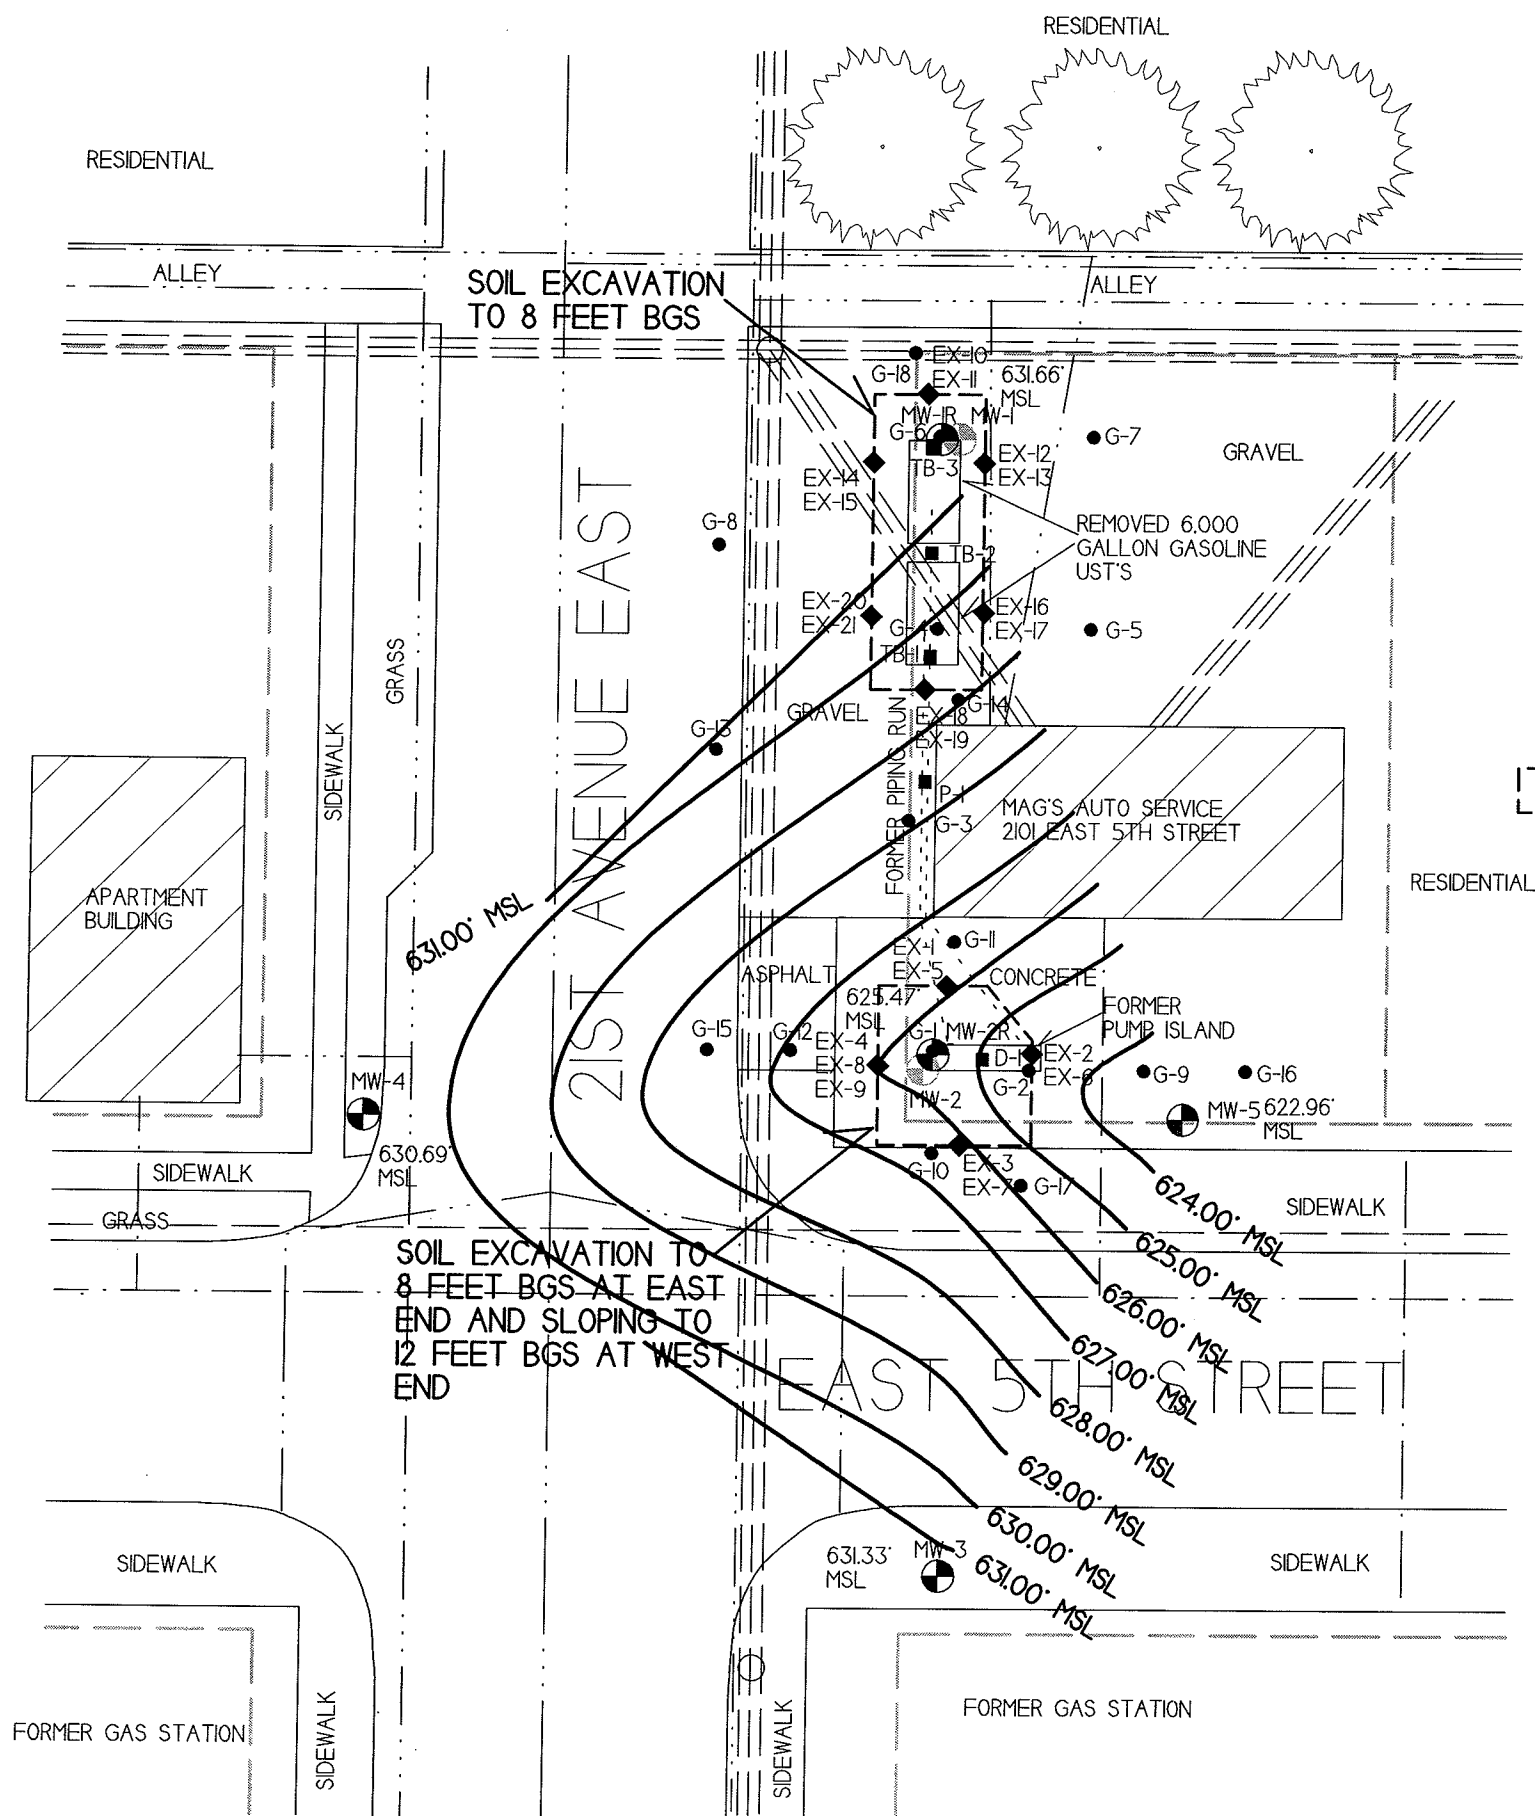 RESIDENTIAL
RESIDENTIAL
ALLEY
SOIL EXCAVATION
TO 8 FEET BGS
ALLEY
EX-10
G-18
EX-11
631.66'
MSL
MW-1R
MW-1
G-6
G-7
GRAVEL
TB-3
EX-12
EX-13
EX-14
EX-15
G-8
REMOVED 6,000
GALLON GASOLINE
UST'S
TB-2
EX-20
EX-21
EX-16
EX-17
G-4
G-5
TB-1
GRASS
21ST AVENUE EAST
GRAVEL
G-14
EX-18
EX-19
G-13
SIDEWALK
FORMER PIPING RUN
P-1
G-3
MAG'S AUTO SERVICE
2101 EAST 5TH STREET
APARTMENT
BUILDING
RESIDENTIAL
631.00' MSL
EX-1
EX-5
G-11
ASPHALT
CONCRETE
625.47'
MSL
FORMER
PUMP ISLAND
G-15
G-12
EX-4
EX-8
EX-9
G-1
MW-2R
D-1
EX-2
EX-6
G-2
G-9
G-16
MW-2
MW-4
MW-5
622.96'
MSL
630.69'
MSL
SIDEWALK
G-10
EX-3
EX-7
G-17
GRASS
SIDEWALK
624.00' MSL
625.00' MSL
626.00' MSL
627.00' MSL
628.00' MSL
629.00' MSL
630.00' MSL
631.00' MSL
SOIL EXCAVATION TO
8 FEET BGS AT EAST
END AND SLOPING TO
12 FEET BGS AT WEST
END
EAST 5TH STREET
SIDEWALK
631.33'
MSL
MW-3
SIDEWALK
FORMER GAS STATION
SIDEWALK
SIDEWALK
FORMER GAS STATION